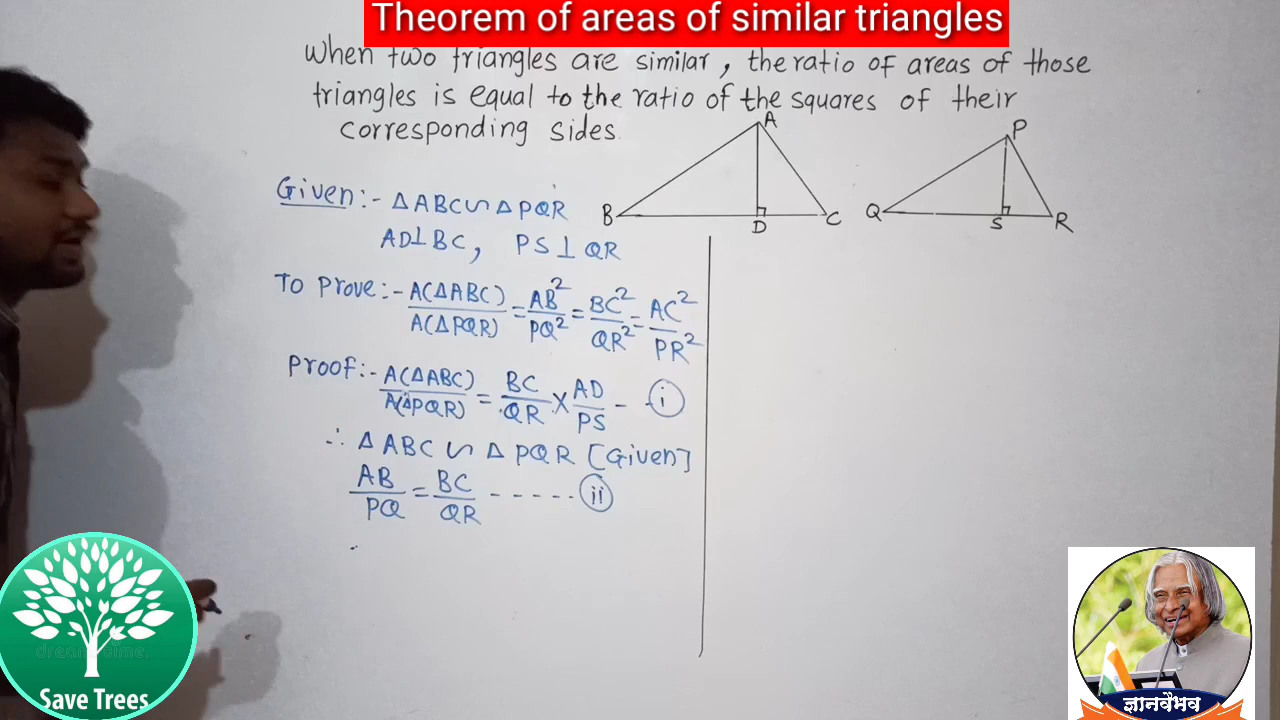 Theorem of areas of similar triangles
When two triangles are similar, the ratio of areas of those
triangles is equal to the ratio of the squares of their
corresponding sides.
A
B
D
C
P
Q
S
R
Given:- ΔABC ∽ ΔPQR
AD⊥BC, PS⊥QR
To Prove:- A(ΔABC)/A(ΔPQR) = AB²/PQ² = BC²/QR² = AC²/PR²
Proof:- A(ΔABC)/A(ΔPQR) = BC/QR × AD/PS - - (i)
∴ ΔABC ∽ ΔPQR [Given]
AB/PQ = BC/QR - - - - - (ii)
dreamstime.
Save Trees
ज्ञानवैभव